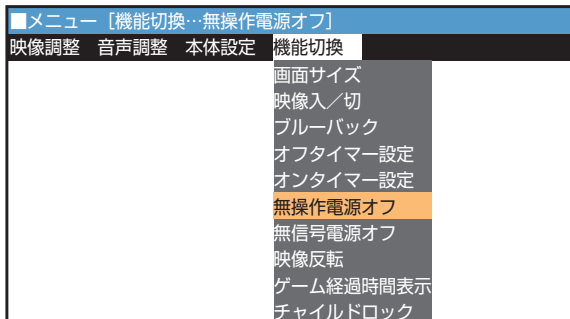 ■メニュー［機能切換…無操作電源オフ］
映像調整 音声調整 本体設定 機能切換
画面サイズ
映像入／切
ブルーバック
オフタイマー設定
オンタイマー設定
無操作電源オフ
無信号電源オフ
映像反転
ゲーム経過時間表示
チャイルドロック